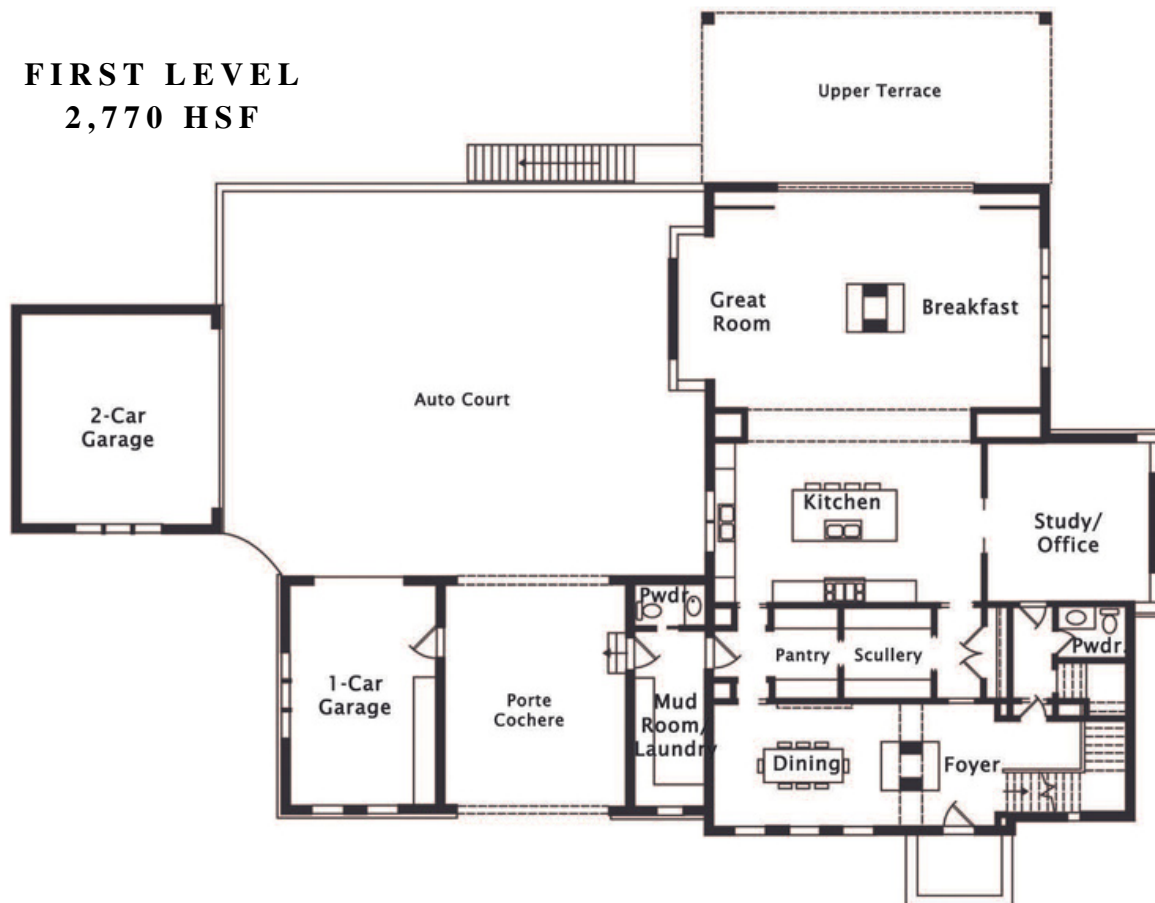 FIRST LEVEL
2,770 HSF
Upper Terrace
Great
Room
Breakfast
Auto Court
2-Car
Garage
Kitchen
Study/
Office
Pwdr.
Pwdr.
Pantry
Scullery
1-Car
Garage
Porte
Cochere
Mud
Room/
Laundry
Dining
Foyer